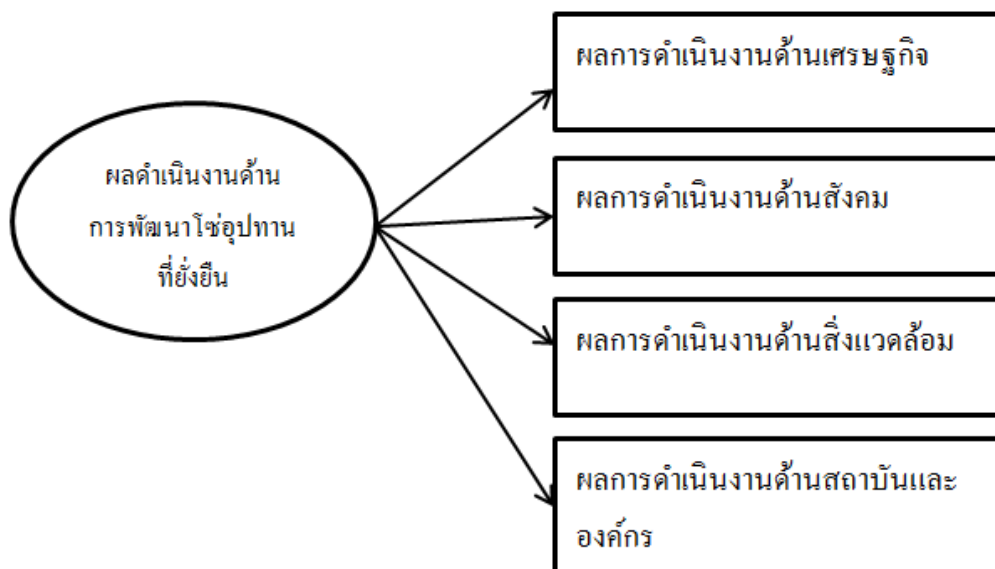 ผลดำเนินงานด้าน
การพัฒนาโซ่อุปทาน
ที่ยั่งยืน
ผลการดำเนินงานด้านเศรษฐกิจ
ผลการดำเนินงานด้านสังคม
ผลการดำเนินงานด้านสิ่งแวดล้อม
ผลการดำเนินงานด้านสถาบันและ
องค์กร